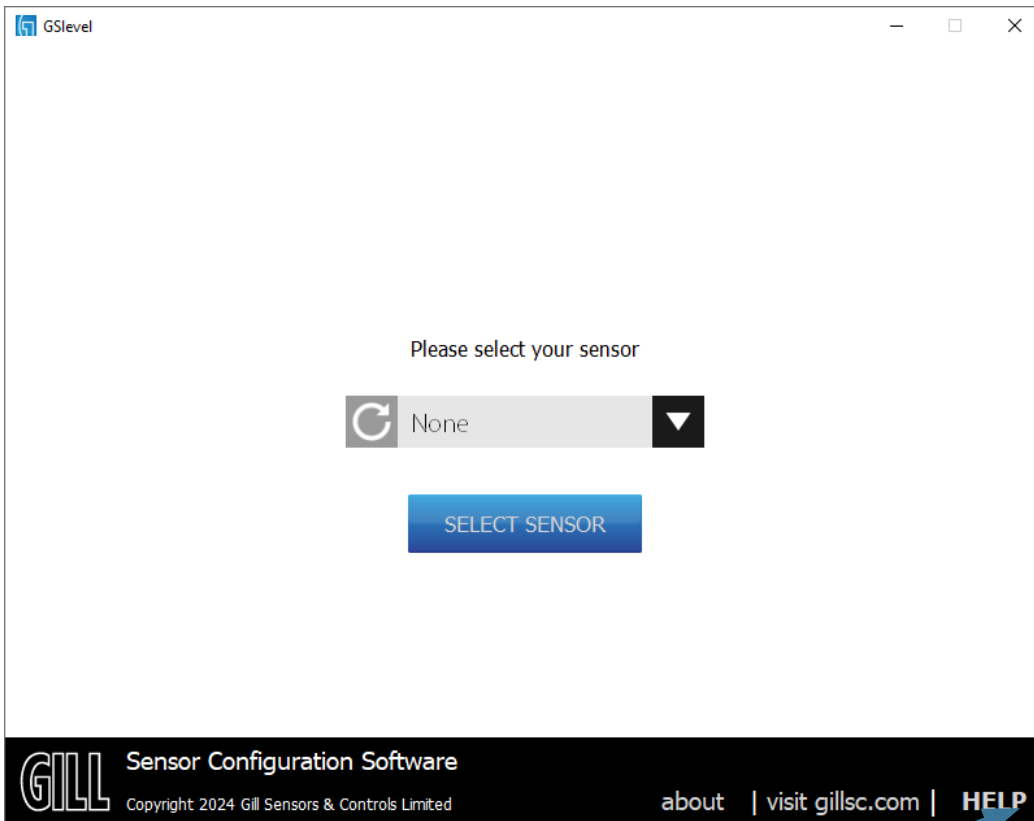 GSlevel
Please select your sensor
None
SELECT SENSOR
GILL
Sensor Configuration Software
Copyright 2024 Gill Sensors & Controls Limited
about | visit gillsc.com | HELP